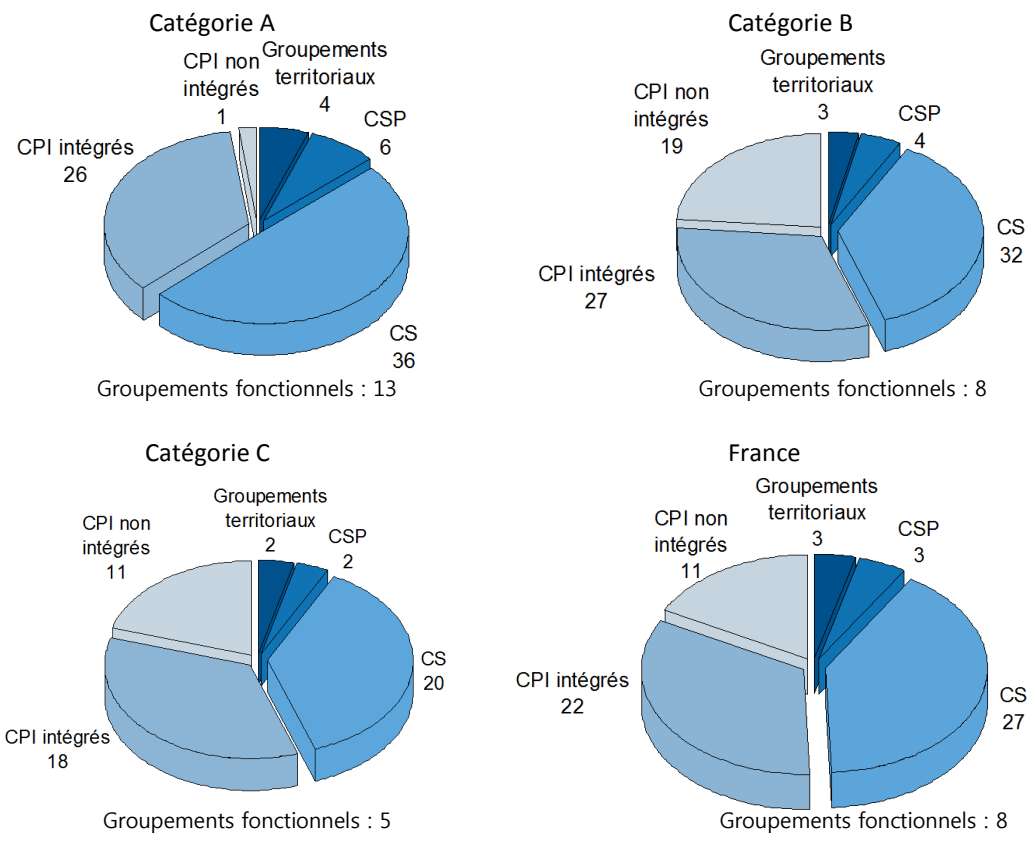 Catégorie A
CPI non
intégrés
1
Groupements
territoriaux
4
CSP
6
CPI intégrés
26
CS
36
Groupements fonctionnels : 13
Catégorie B
Groupements
territoriaux
3
CPI non
intégrés
19
CSP
4
CS
32
CPI intégrés
27
Groupements fonctionnels : 8
Catégorie C
Groupements
territoriaux
2
CPI non
intégrés
11
CSP
2
CS
20
CPI intégrés
18
Groupements fonctionnels : 5
France
Groupements
territoriaux
3
CPI non
intégrés
11
CSP
3
CPI intégrés
22
CS
27
Groupements fonctionnels : 8